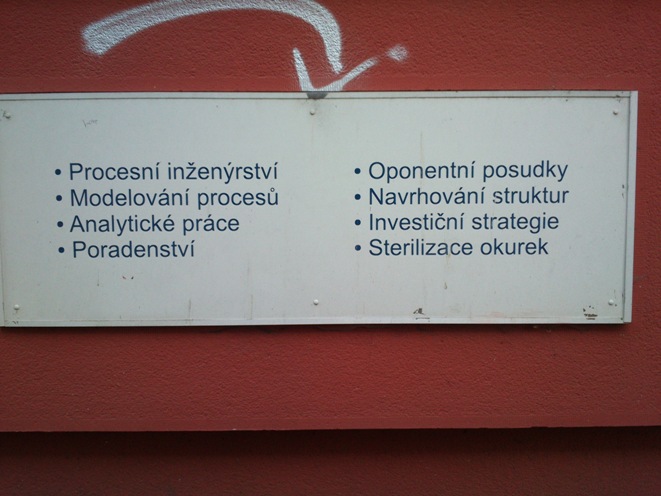 • Procesní inženýrství
• Modelování procesů
• Analytické práce
• Poradenství
• Oponentní posudky
• Navrhování struktur
• Investiční strategie
• Sterilizace okurek